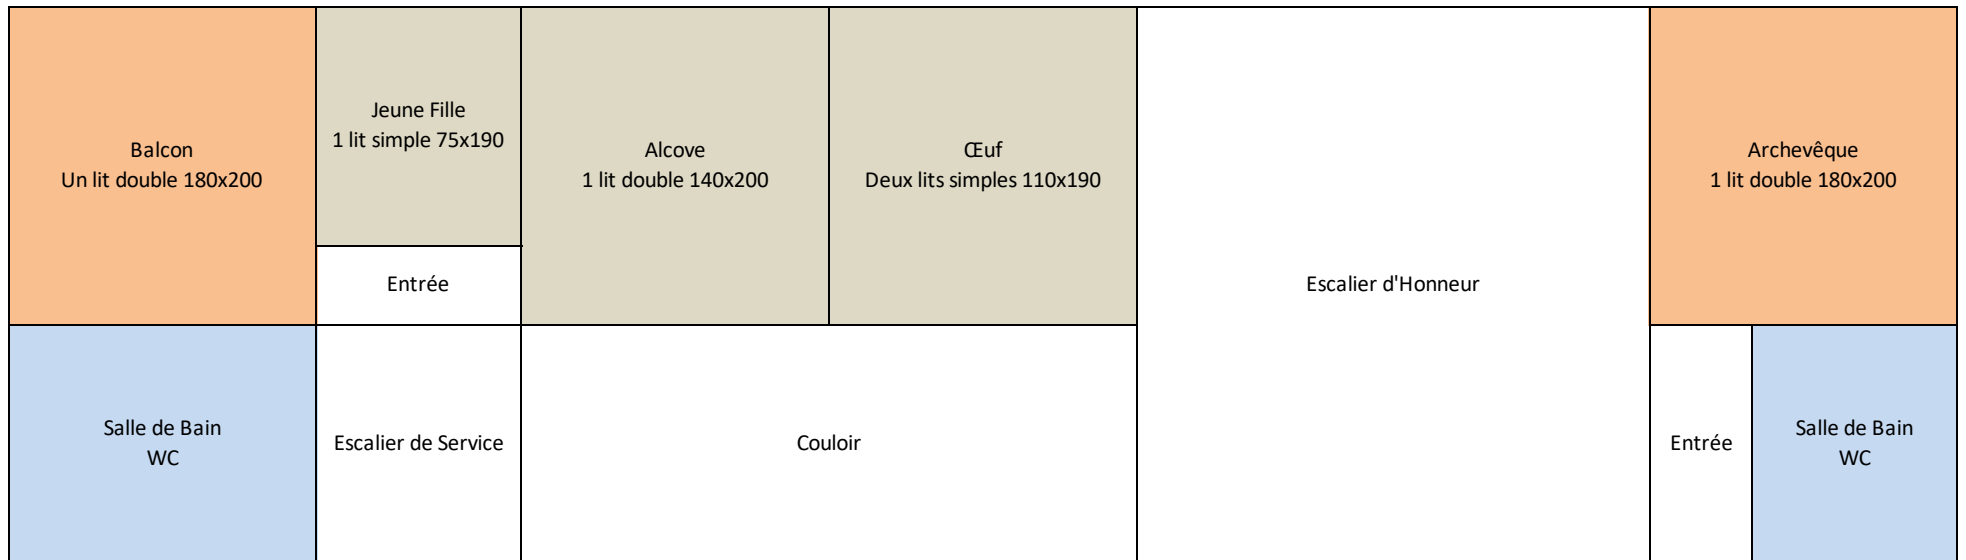 Balcon
Un lit double 180x200
Jeune Fille
1 lit simple 75x190
Alcove
1 lit double 140x200
Œuf
Deux lits simples 110x190
Archevêque
1 lit double 180x200
Entrée
Escalier d'Honneur
Salle de Bain
WC
Escalier de Service
Couloir
Entrée
Salle de Bain
WC